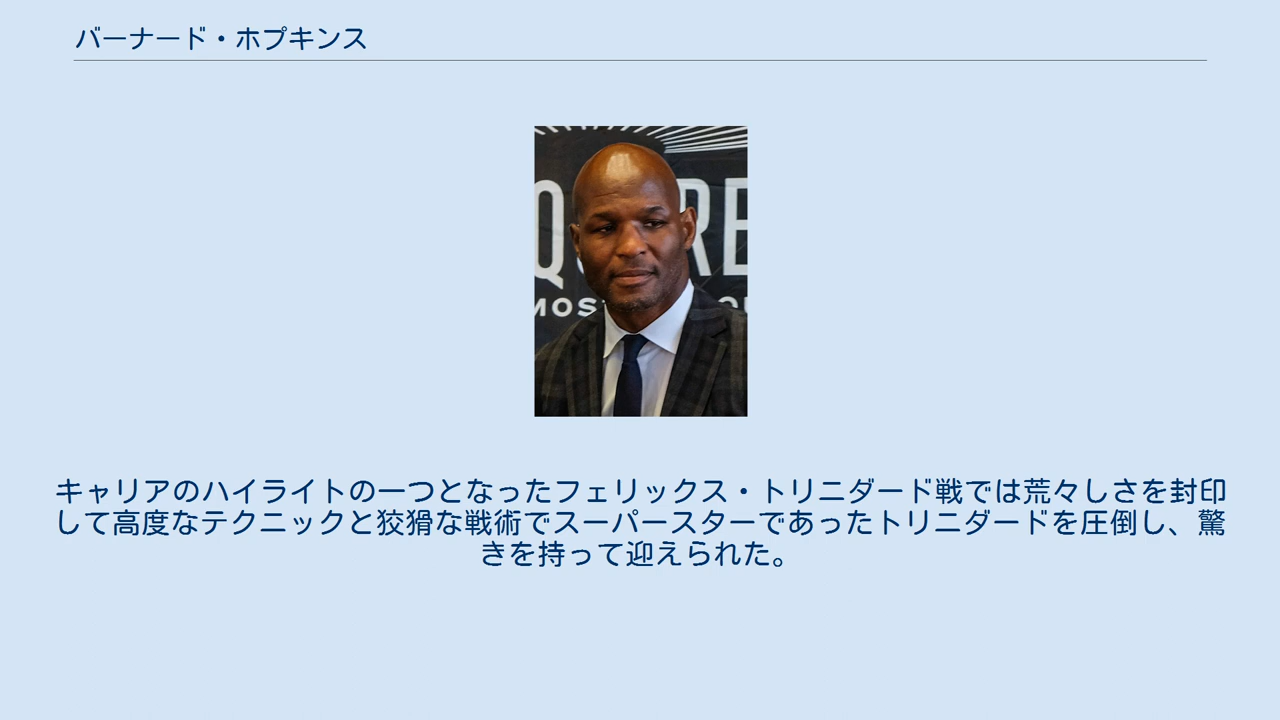 バーナード・ホプキンス
QU RE
MOS
キャリアのハイライトの一つとなったフェリックス・トリニダード戦では荒々しさを封印
して高度なテクニックと狡猾な戦術でスーパースターであったトリニダードを圧倒し、驚
きを持って迎えられた。